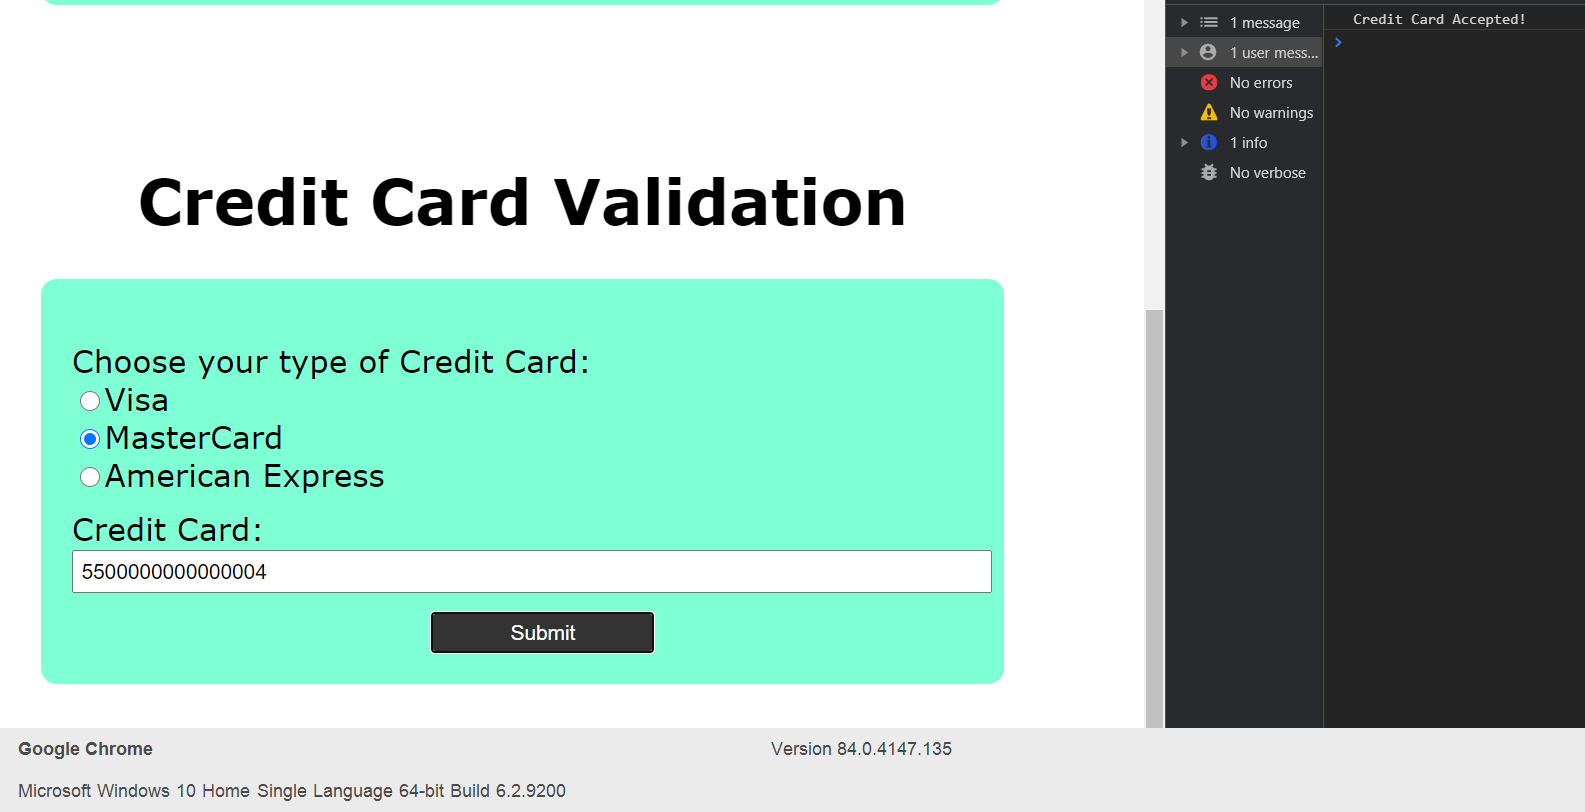 Credit Card Validation
Choose your type of Credit Card:
Visa
MasterCard
American Express
Credit Card:
5500000000000004
Submit
1 message
1 user mess...
No errors
No warnings
1 info
No verbose
Credit Card Accepted!
Google Chrome
Version 84.0.4147.135
Microsoft Windows 10 Home Single Language 64-bit Build 6.2.9200